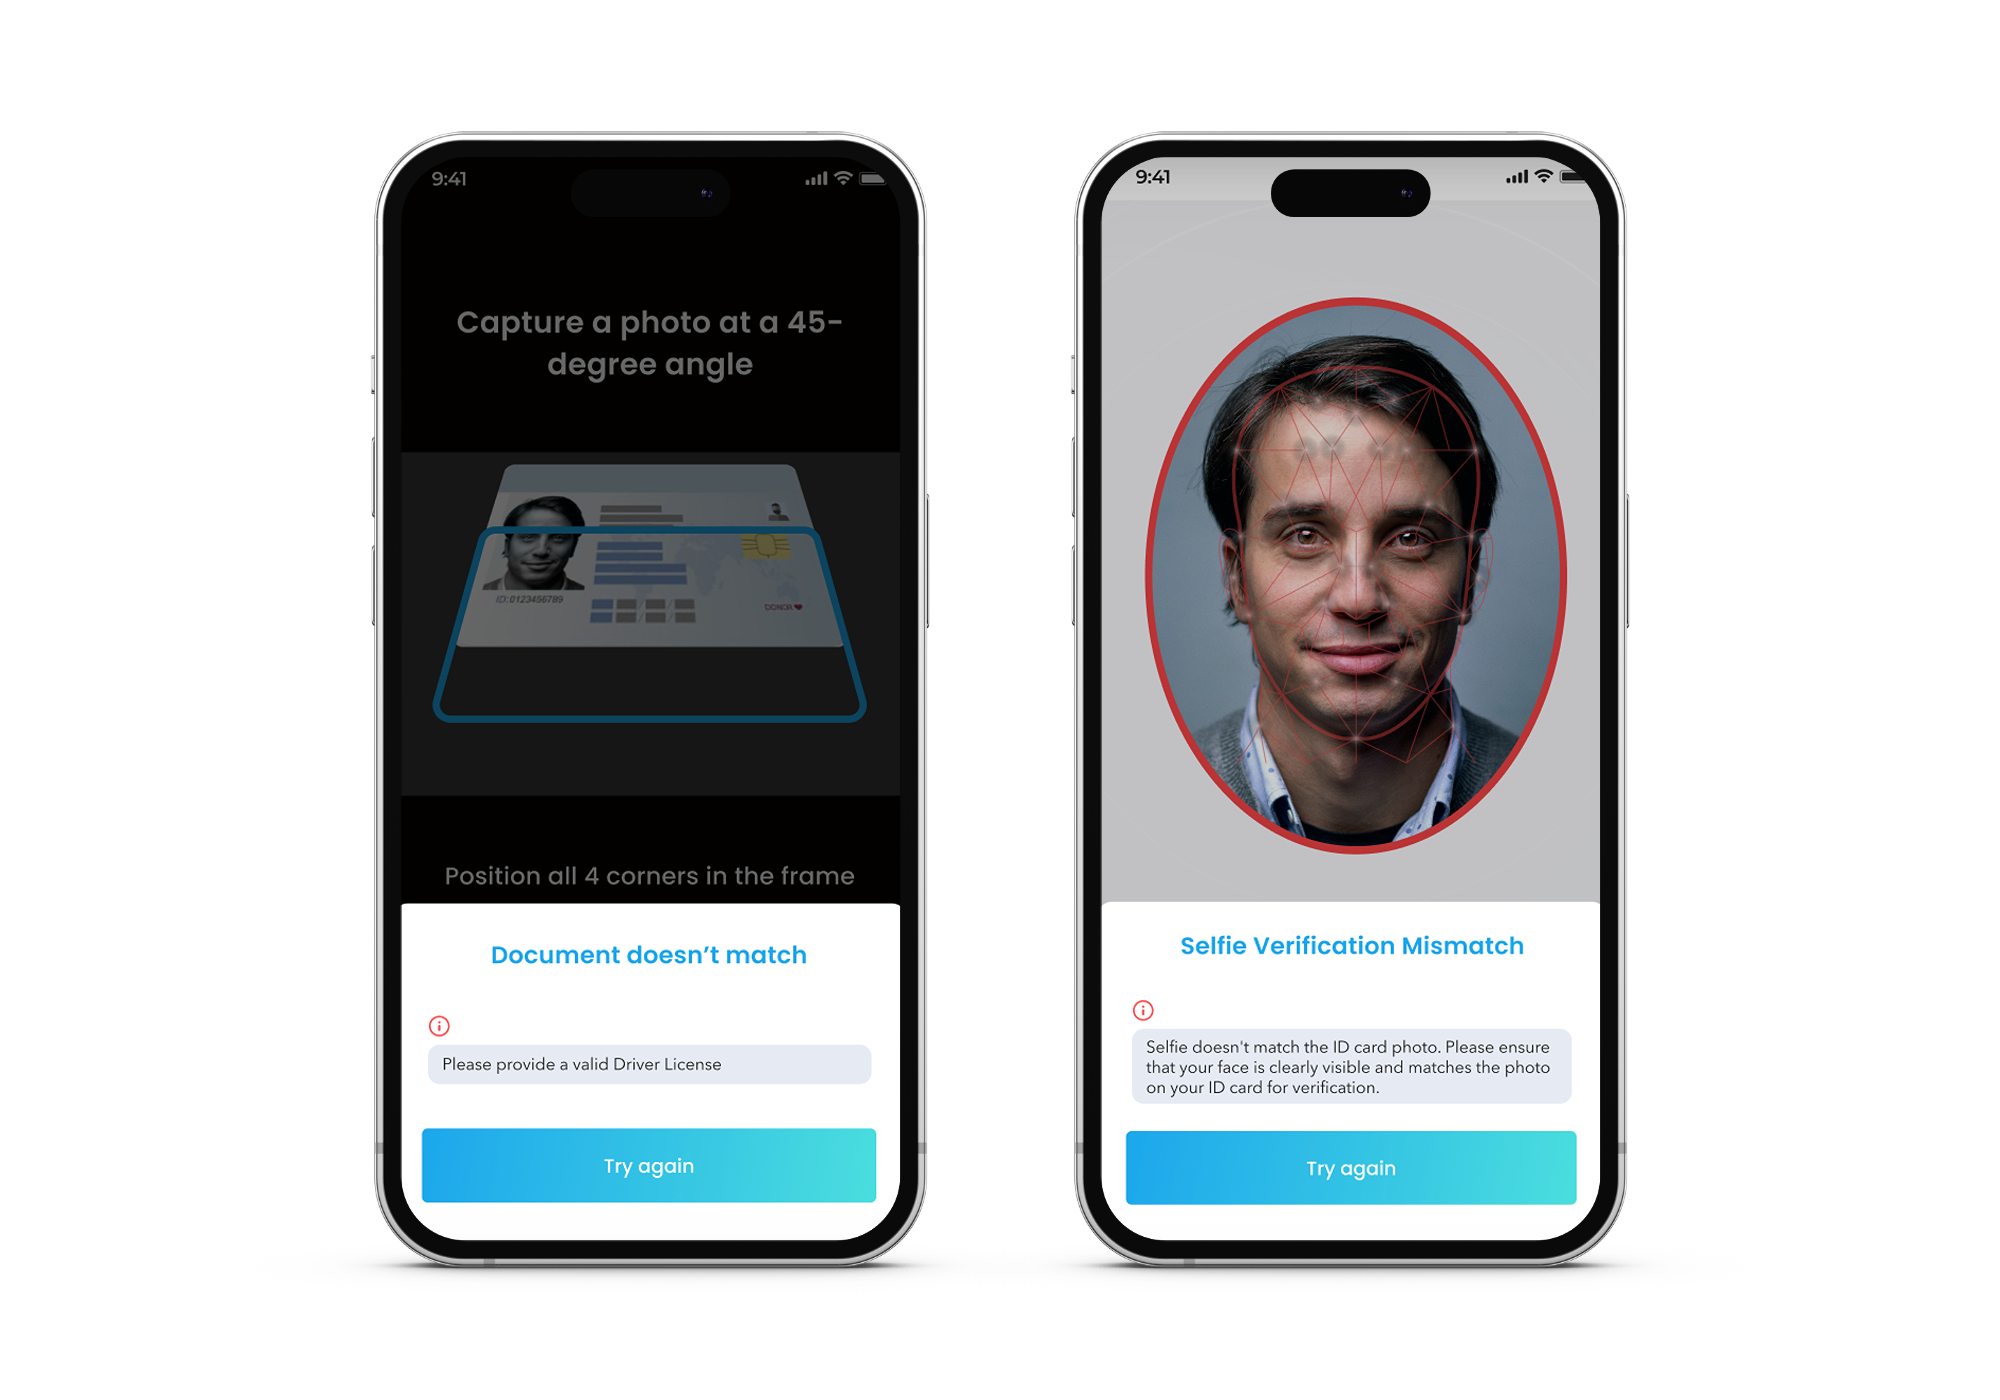 9:41
Capture a photo at a 45-
degree angle
ID:0123456789
DONOR
Position all 4 corners in the frame
Document doesn’t match
Please provide a valid Driver License
Try again
9:41
Selfie Verification Mismatch
Selfie doesn't match the ID card photo. Please ensure
that your face is clearly visible and matches the photo
on your ID card for verification.
Try again